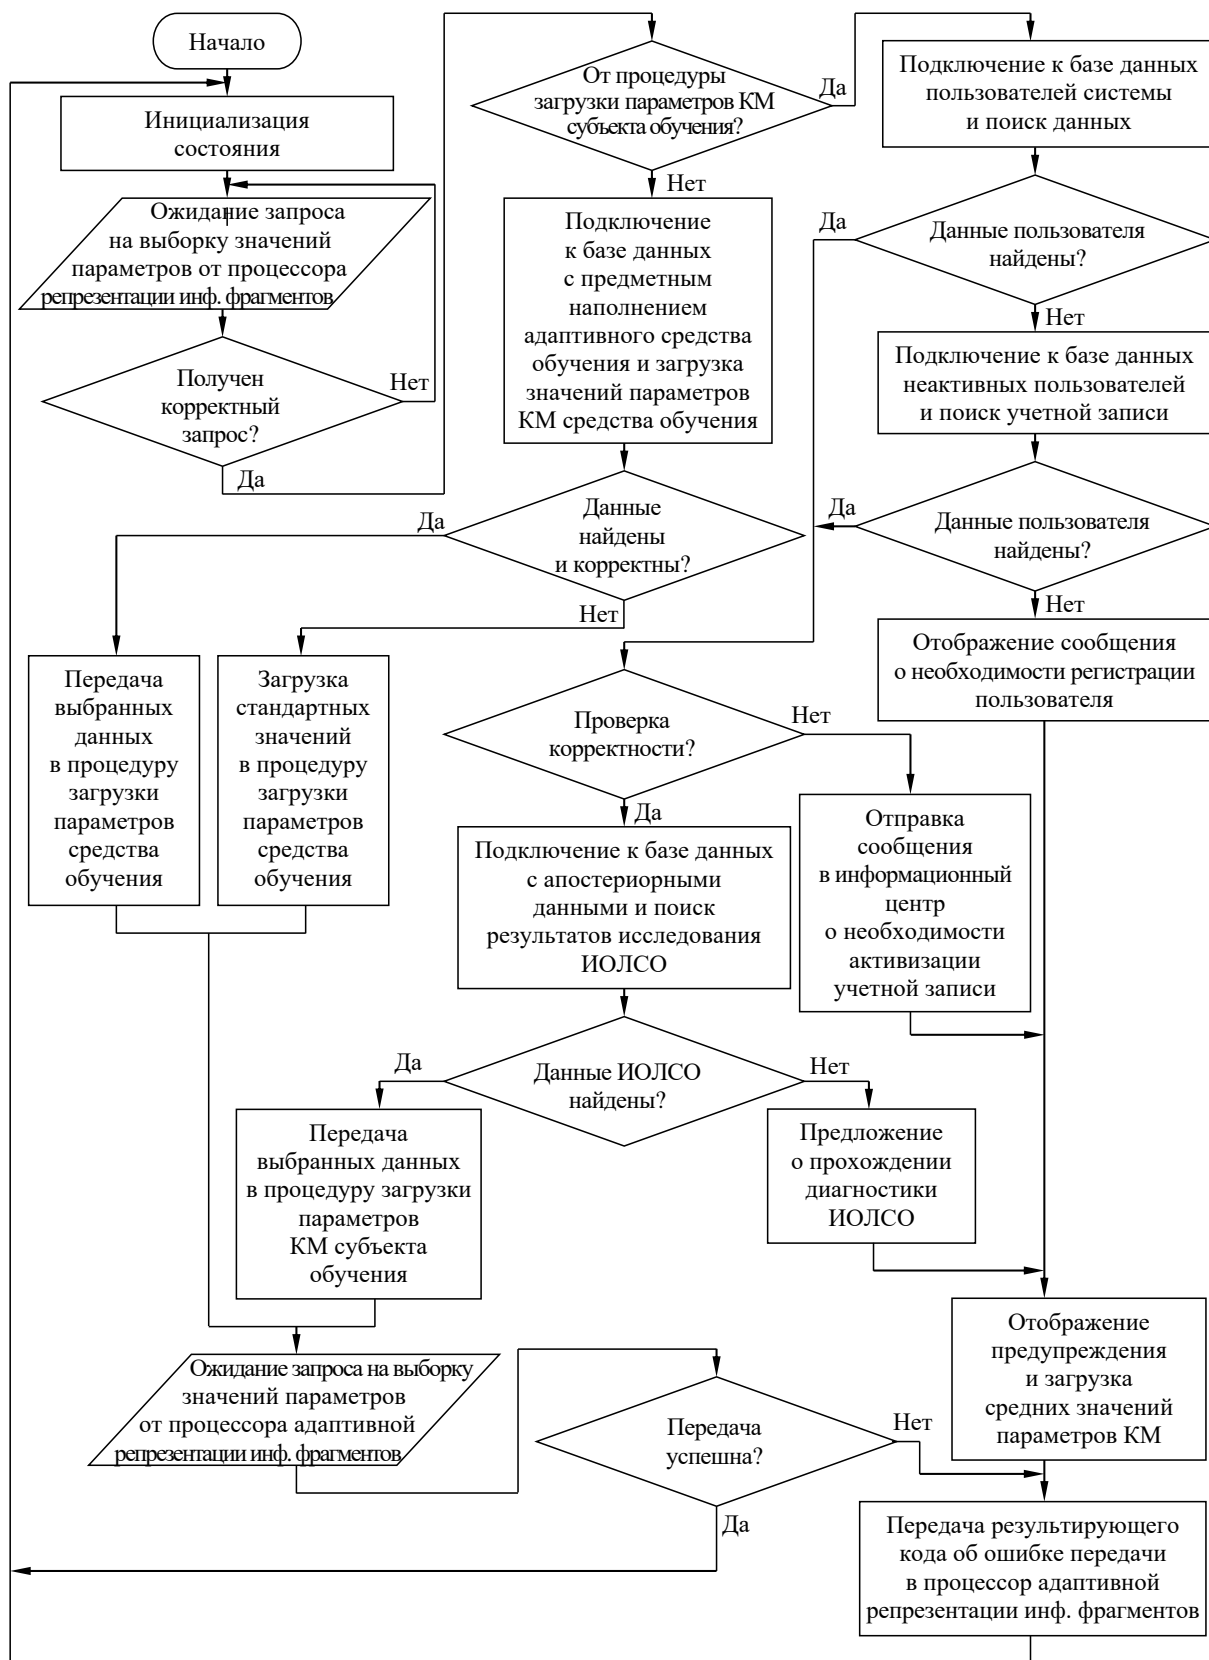 Начало
Инициализация
состояния
Ожидание запроса
на выборку значений
параметров от процессора
репрезентации инф. фрагментов
Получен
корректный
запрос?
Нет
Да
От процедуры
загрузки параметров КМ
субъекта обучения?
Да
Нет
Подключение к базе данных
пользователей системы
и поиск данных
Подключение
к базе данных
с предметным
наполнением
адаптивного средства
обучения и загрузка
значений параметров
КМ средства обучения
Да
Данные пользователя
найдены?
Нет
Подключение к базе данных
неактивных пользователей
и поиск учетной записи
Да
Данные
найдены
и корректны?
Нет
Да
Данные пользователя
найдены?
Нет
Передача
выбранных
данных
в процедуру
загрузки
параметров
средства
обучения
Загрузка
стандартных
значений
в процедуру
загрузки
параметров
средства
обучения
Отображение сообщения
о необходимости регистрации
пользователя
Проверка
корректности?
Нет
Да
Подключение к базе данных
с апостериорными
данными и поиск
результатов исследования
ИОЛСО
Отправка
сообщения
в информационный
центр
о необходимости
активизации
учетной записи
Да
Данные ИОЛСО
найдены?
Нет
Передача
выбранных данных
в процедуру загрузки
параметров
КМ субъекта
обучения
Предложение
о прохождении
диагностики
ИОЛСО
Отображение
предупреждения
и загрузка
средних значений
параметров КМ
Ожидание запроса на выборку
значений параметров
от процессора адаптивной
репрезентации инф. фрагментов
Передача
успешна?
Нет
Да
Передача результирующего
кода об ошибке передачи
в процессор адаптивной
репрезентации инф. фрагментов